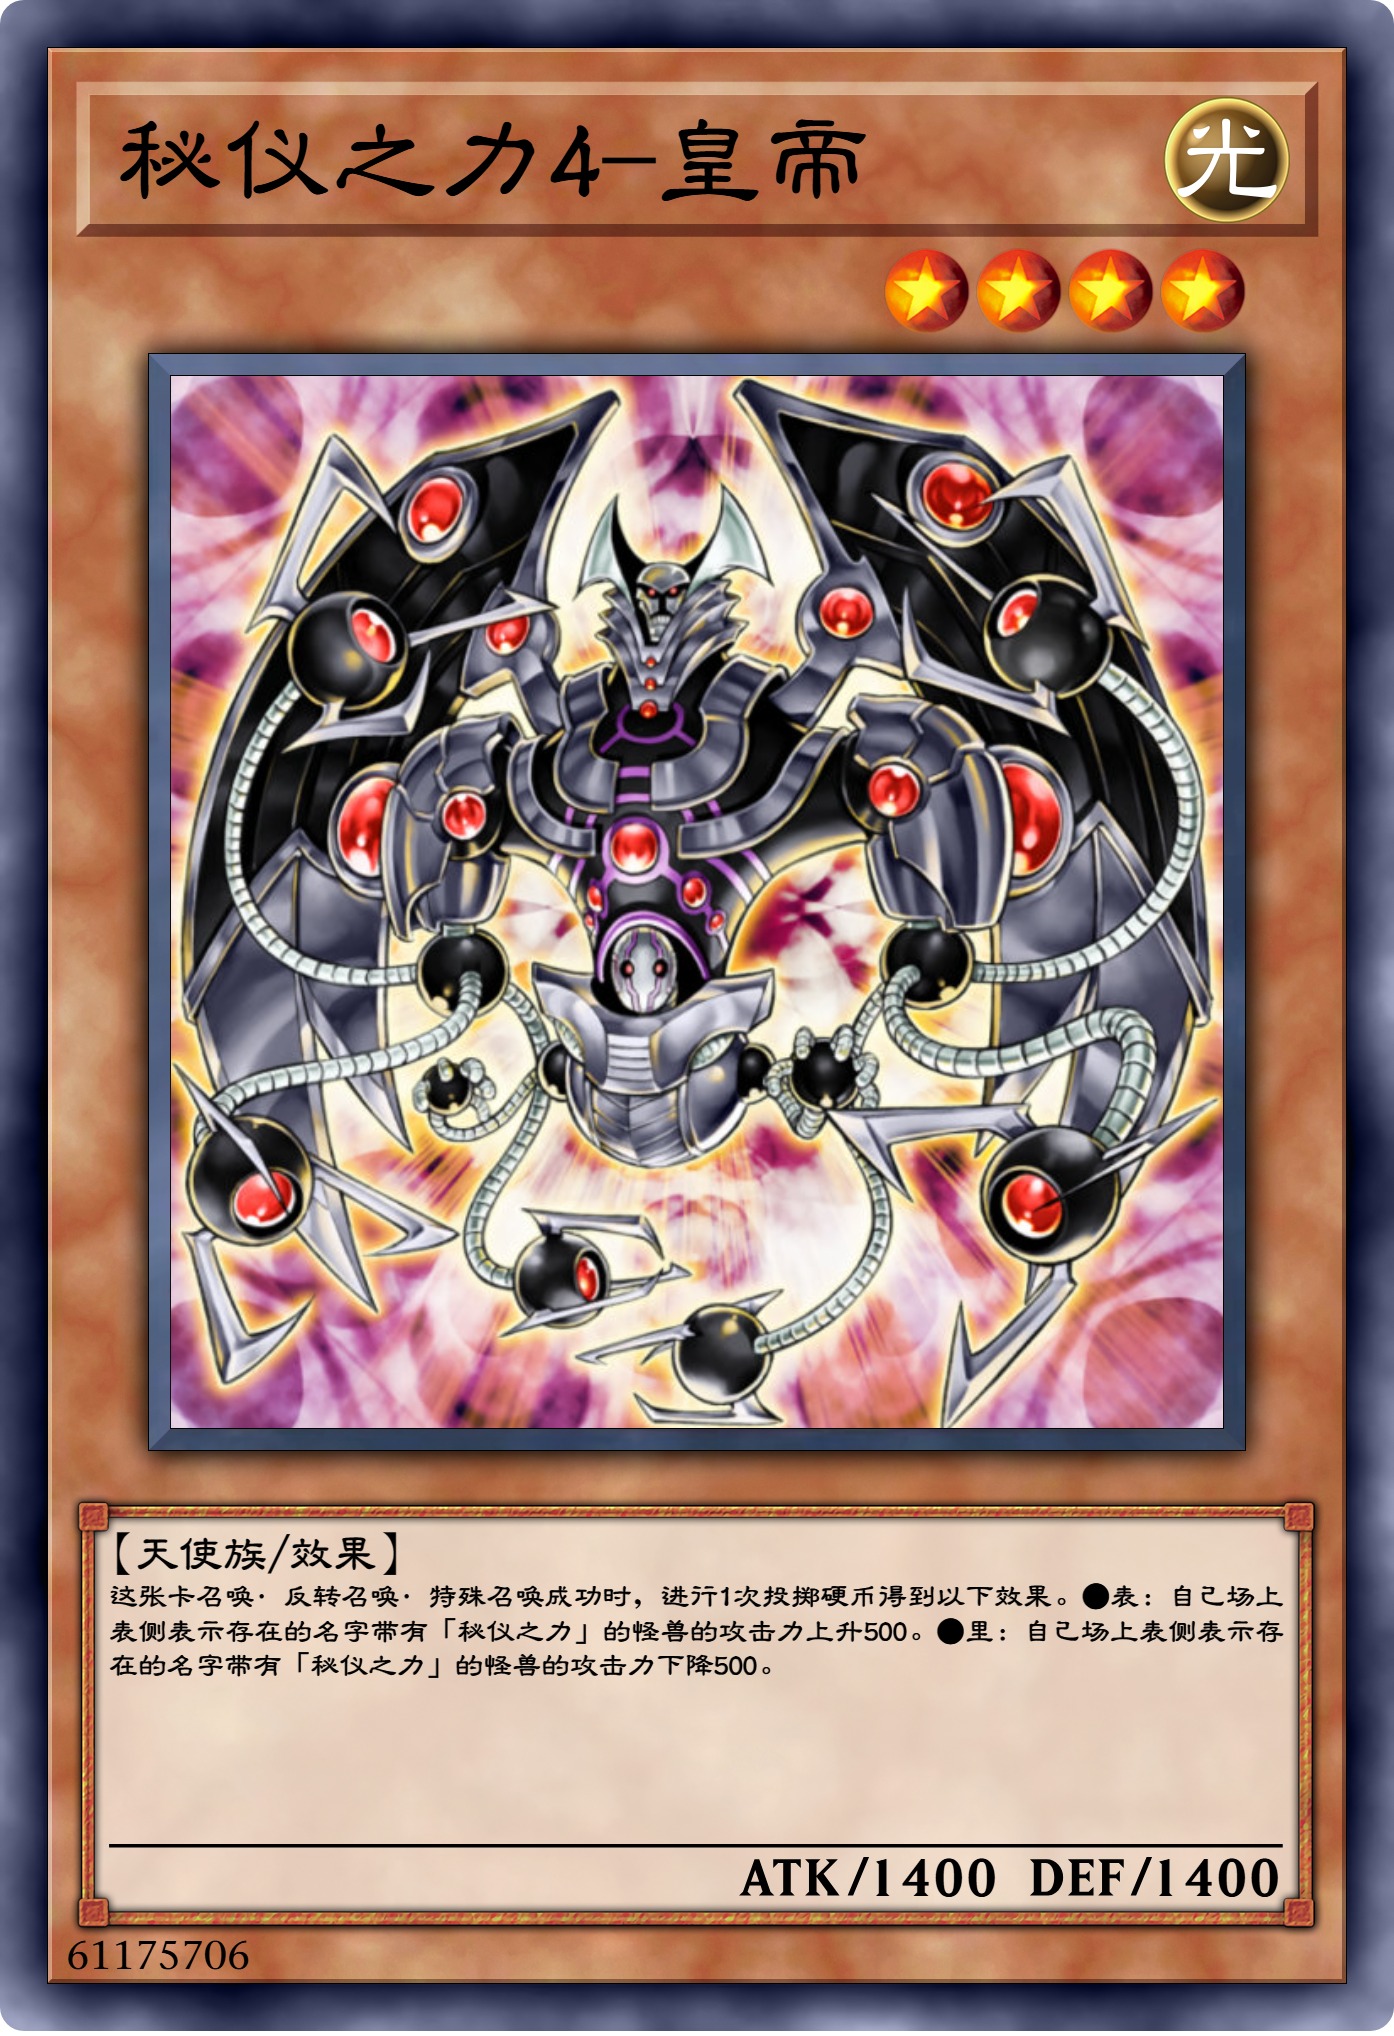 秘仪之力4-皇帝
光
【天使族/效果】
这张卡召唤·反转召唤·特殊召唤成功时，进行1次投掷硬币得到以下效果。●表：自己场上
表侧表示存在的名字带有「秘仪之力」的怪兽的攻击力上升500。●里：自己场上表侧表示存
在的名字带有「秘仪之力」的怪兽的攻击力下降500。
ATK/1400 DEF/1400
61175706